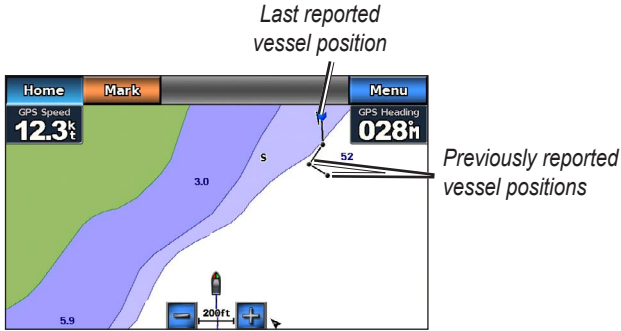 Last reported
vessel position
Home Mark Menu
GPS Speed
12.3kt
GPS Heading
028°M
S
52
3.0
Previously reported
vessel positions
200ft
5.9